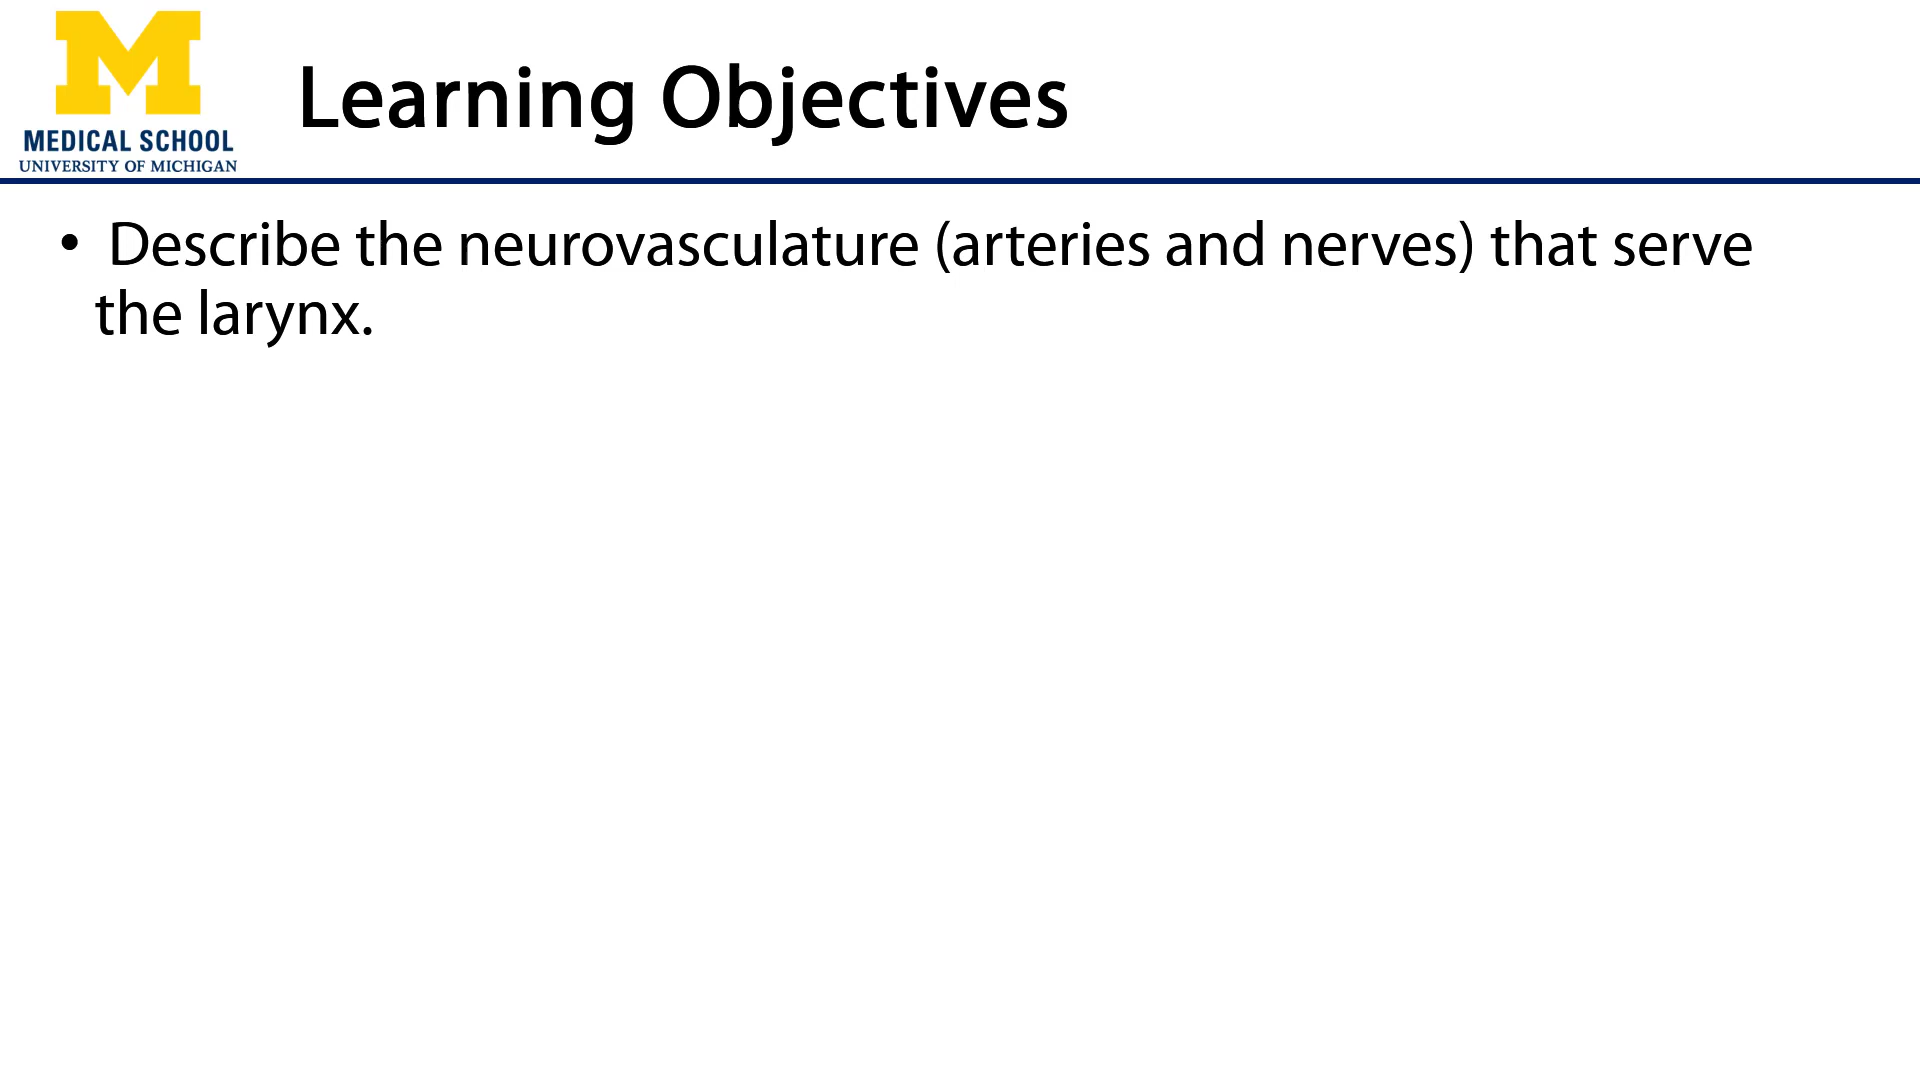 M
MEDICAL SCHOOL
UNIVERSITY OF MICHIGAN
Learning Objectives
• Describe the neurovasculature (arteries and nerves) that serve
the larynx.